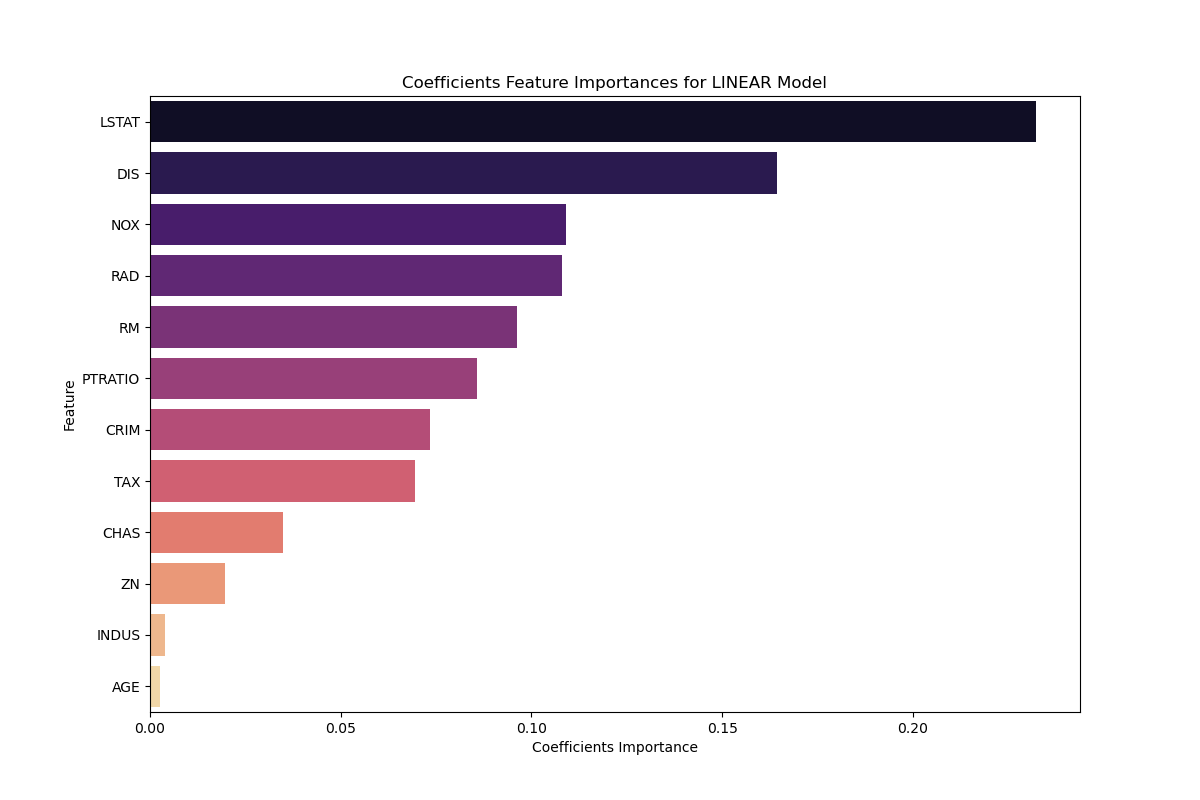 Coefficients Feature Importances for LINEAR Model
LSTAT
DIS
NOX
RAD
RM
PTRATIO
CRIM
TAX
CHAS
ZN
INDUS
AGE
Feature
0.00 0.05 0.10 0.15 0.20
Coefficients Importance